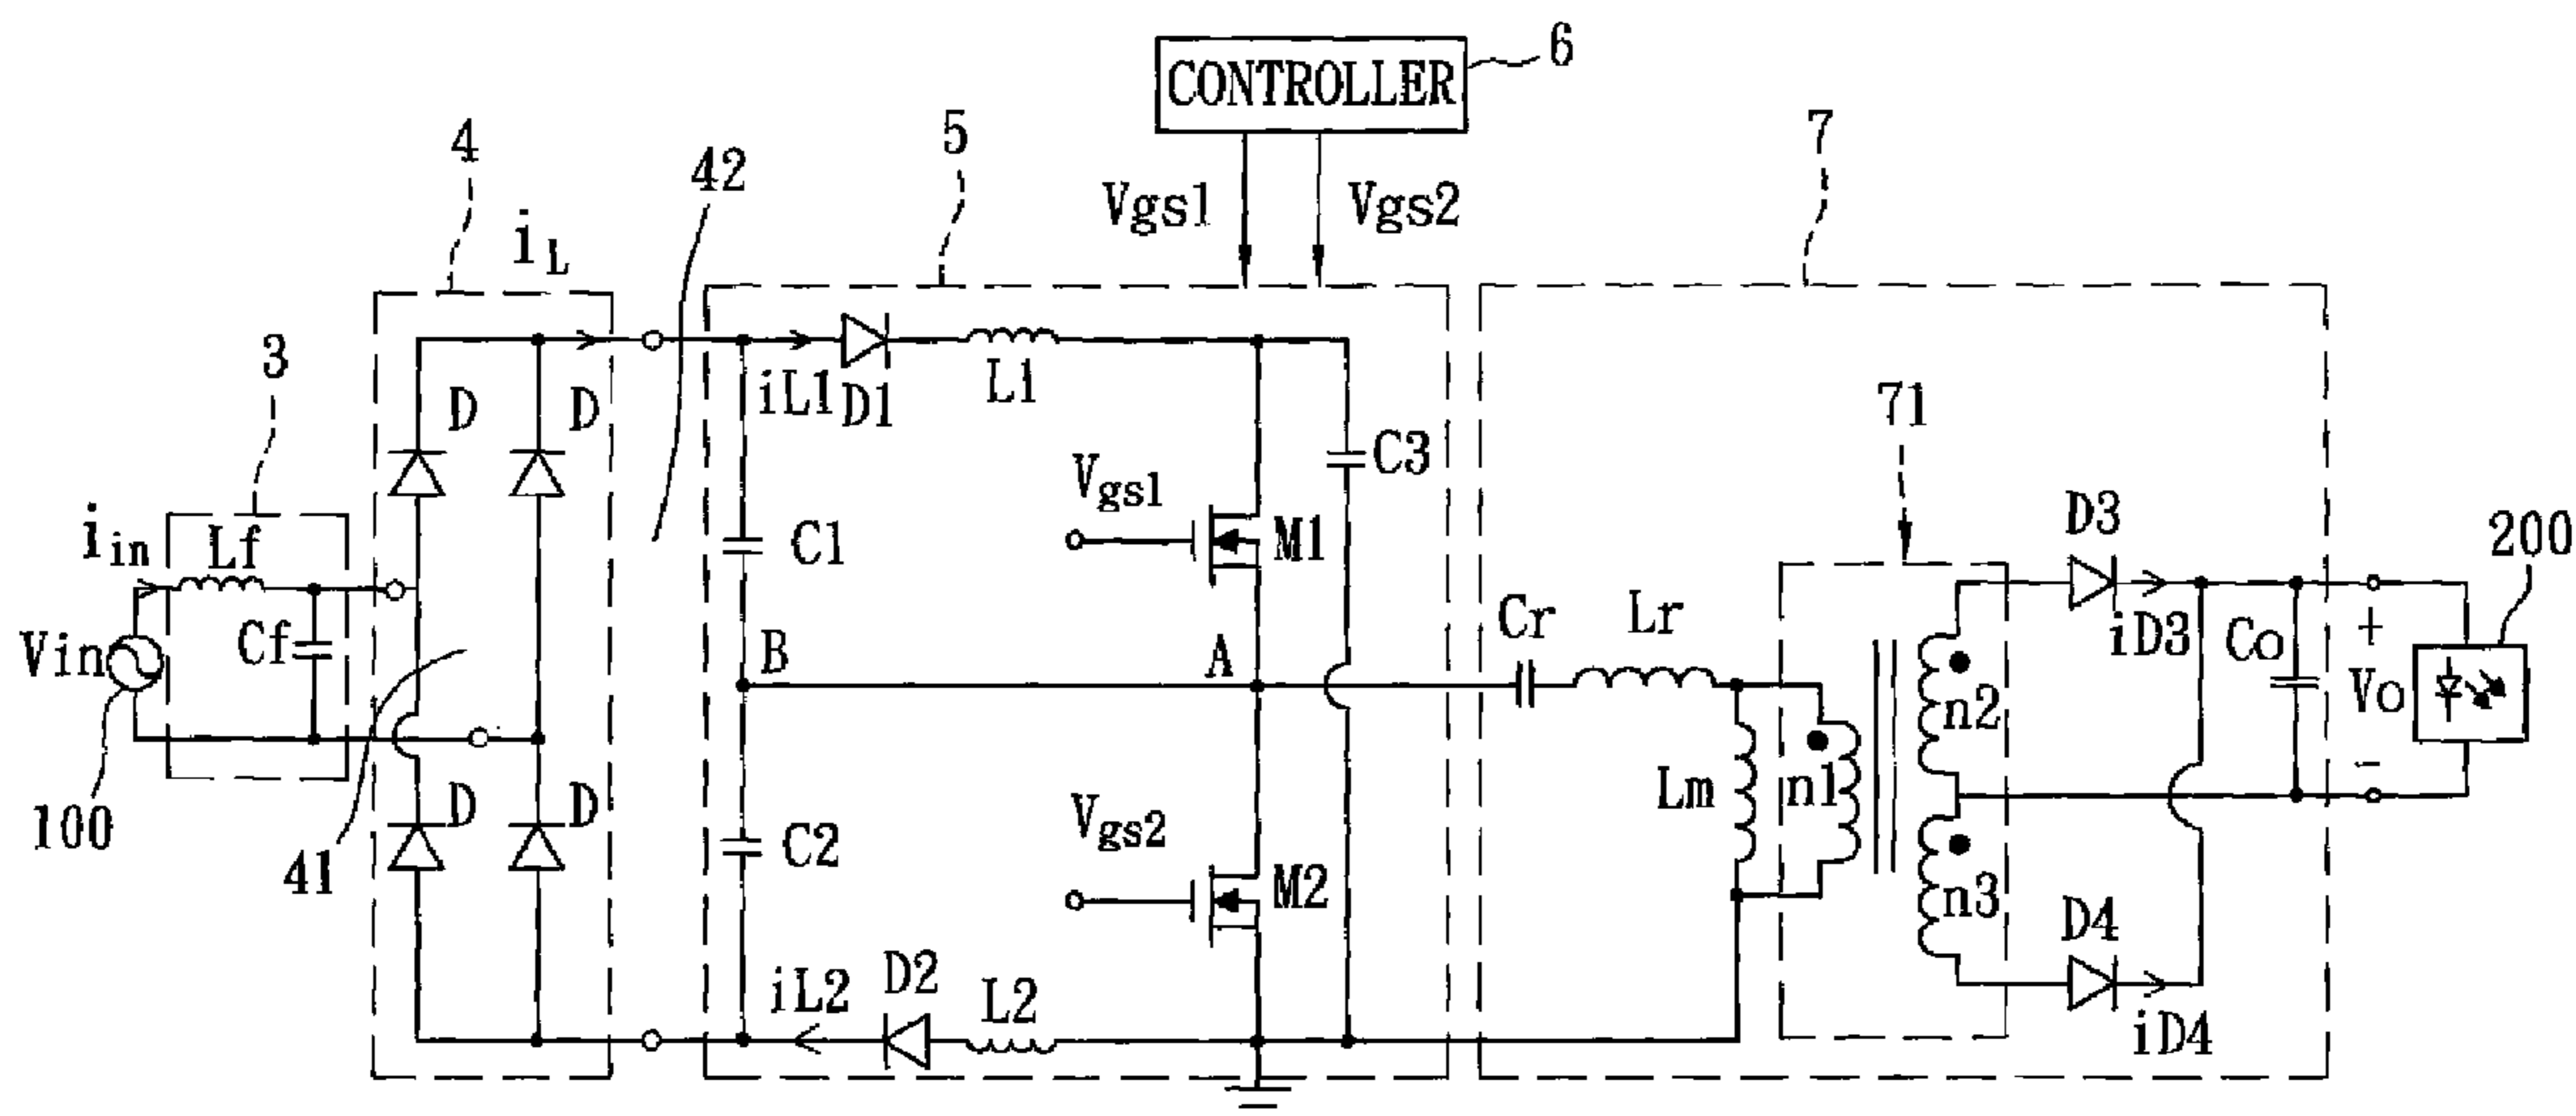 CONTROLLER
6
4
42
5
7
Vgs1
Vgs2
iL
3
D
D
iL1
D1
L1
71
C3
Vgs1
D3
200
iin
Lf
C1
M1
iD3
Cr
Lr
Vin
Cf
B
A
Co
+
Vo
n2
100
D
D
Lm
n1
-
Vgs2
C2
41
M2
n3
D4
iL2
D2
L2
iD4